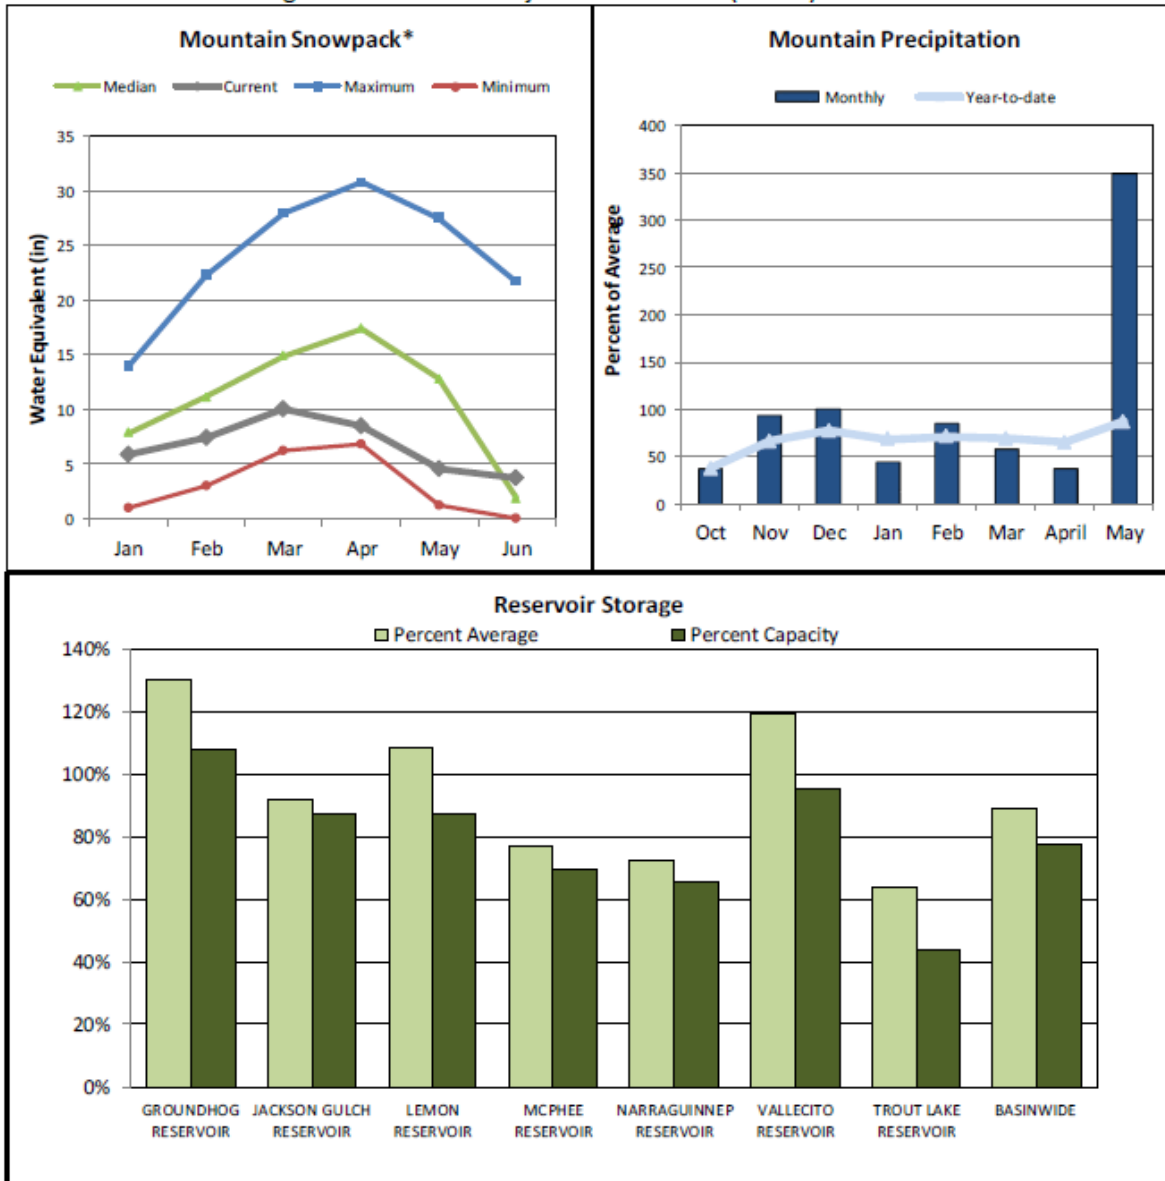 Mountain Snowpack*
Median Current Maximum Minimum
Water Equivalent (in)
35
30
25
20
15
10
5
0
Jan Feb Mar Apr May Jun
Mountain Precipitation
Monthly Year-to-date
Percent of Average
400
350
300
250
200
150
100
50
0
Oct Nov Dec Jan Feb Mar April May
Reservoir Storage
Percent Average Percent Capacity
140%
120%
100%
80%
60%
40%
20%
0%
GROUNDHOG JACKSON GULCH LEMON MCPHEE NARRAGUINNEP VALLECITO TROUT LAKE BASINWIDE
RESERVOIR RESERVOIR RESERVOIR RESERVOIR RESERVOIR RESERVOIR RESERVOIR